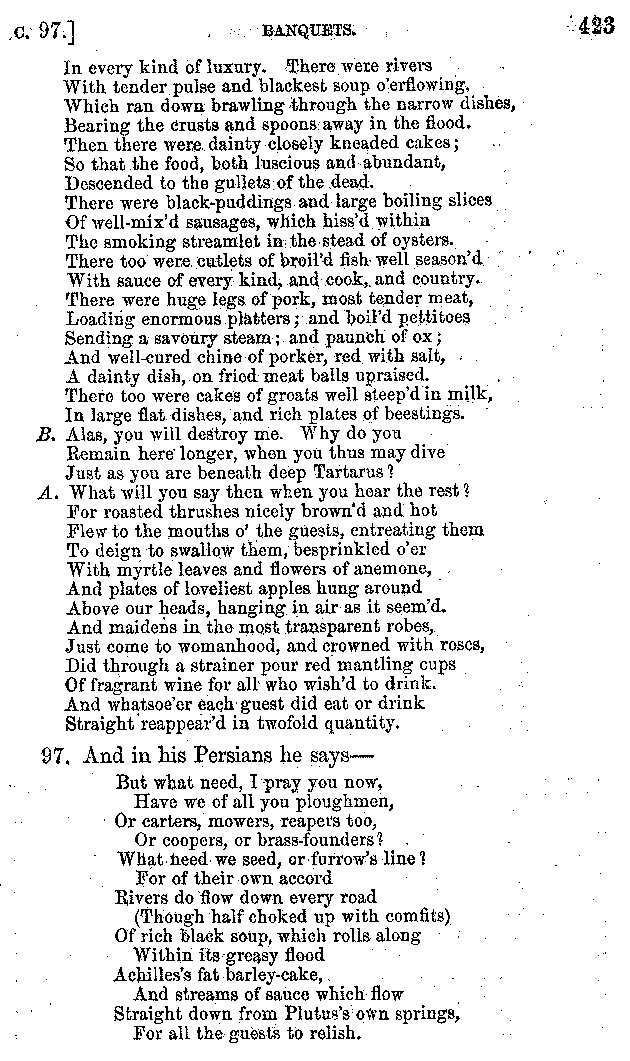 C. 97.] BANQUETS. 423
In every kind of luxury. There were rivers
With tender pulse and blackest soup o'erflowing,
Which ran down brawling through the narrow dishes,
Bearing the crusts and spoons away in the flood.
Then there were dainty closely kneaded cakes;
So that the food, both luscious and abundant,
Descended to the gullets of the dead.
There were black-puddings and large boiling slices
Of well-mix'd sausages, which hiss'd within
The smoking streamlet in the stead of oysters.
There too were cutlets of broil'd fish well season'd
With sauce of every kind, and cook, and country.
There were huge legs of pork, most tender meat,
Loading enormous platters; and boil'd pettitoes
Sending a savoury steam; and paunch of ox;
And well-cured chine of porker, red with salt,
A dainty dish, on fried meat balls upraised.
There too were cakes of groats well steep'd in milk,
In large flat dishes, and rich plates of beestings.
B. Alas, you will destroy me. Why do you
Remain here longer, when you thus may dive
Just as you are beneath deep Tartarus?
A. What will you say then when you hear the rest?
For roasted thrushes nicely brown'd and hot
Flew to the mouths o' the guests, entreating them
To deign to swallow them, besprinkled o'er
With myrtle leaves and flowers of anemone,
And plates of loveliest apples hung around
Above our heads, hanging in air as it seem'd.
And maidens in the most transparent robes,
Just come to womanhood, and crowned with roses,
Did through a strainer pour red mantling cups
Of fragrant wine for all who wish'd to drink.
And whatsoe'er each guest did eat or drink
Straight reappear'd in twofold quantity.
97. And in his Persians he says—
But what need, I pray you now,
Have we of all you ploughmen,
Or carters, mowers, reapers too,
Or coopers, or brass-founders?
What need we seed, or furrow's line?
For of their own accord
Rivers do flow down every road
(Though half choked up with comfits)
Of rich black soup, which rolls along
Within its greasy flood
Achilles's fat barley-cake,
And streams of sauce which flow
Straight down from Plutus's own springs,
For all the guests to relish.